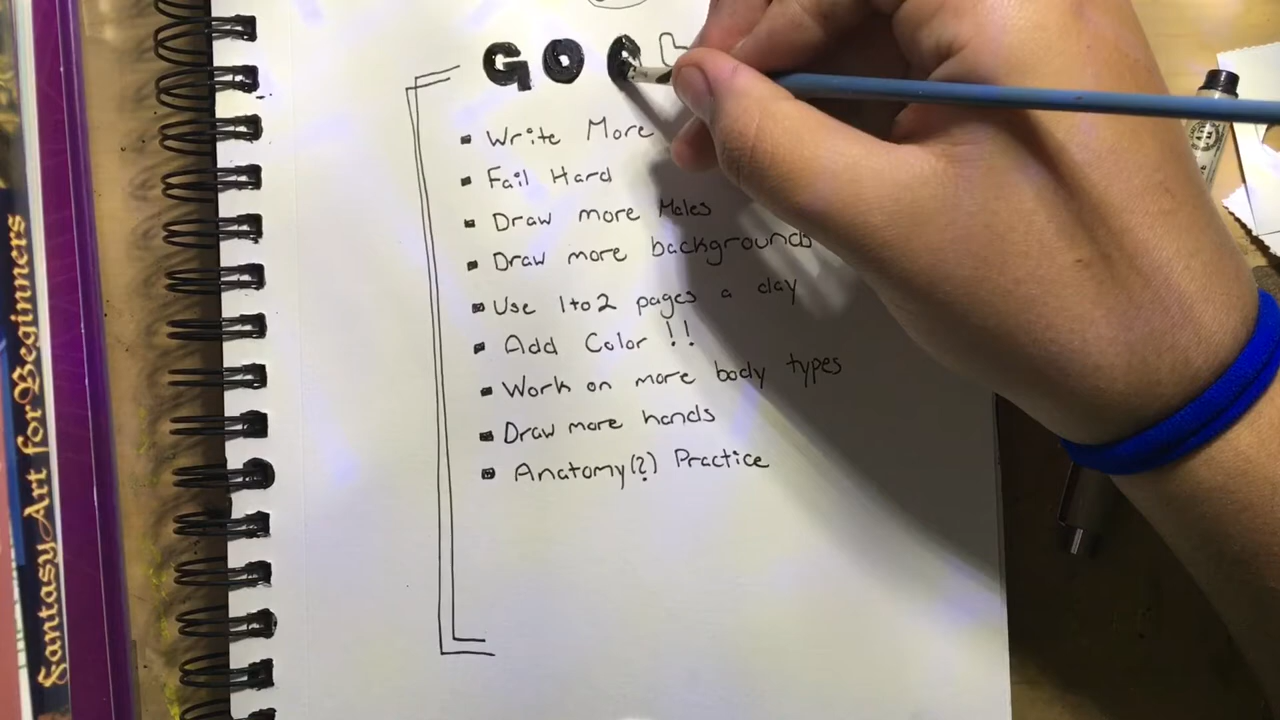 GOA
Write More
Fail Hard
Draw more Males
Draw more backgrounds
Use 1 to 2 pages a day
Add Color !!
Work on more body types
Draw more hands
Anatomy(?) Practice
Fantasy Art for Beginners